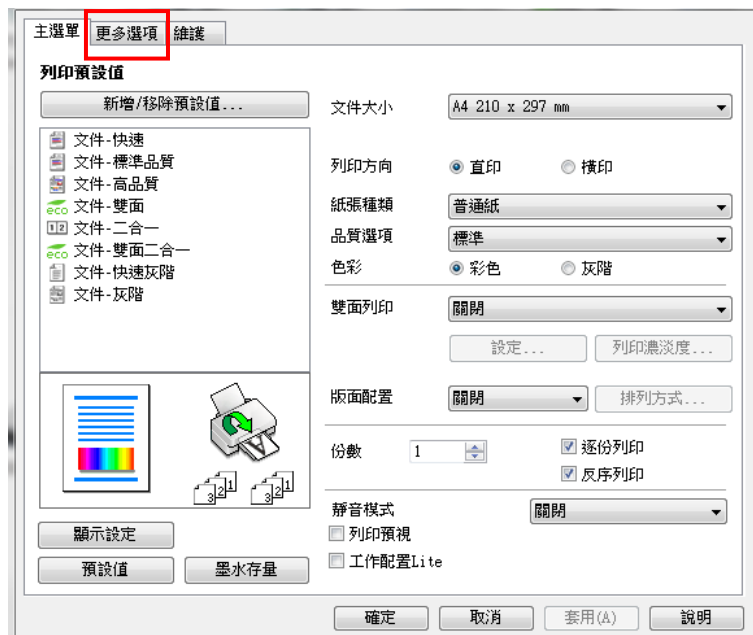 主選單 更多選項 維護
列印預設值
新增/移除預設值...
文件-快速
文件-標準品質
文件-高品質
eco 文件-雙面
1 2 文件-二合一
eco 文件-雙面二合一
文件-快速灰階
文件-灰階
321 321
顯示設定
預設值 墨水存量
文件大小 A4 210 x 297 mm
列印方向 直印 橫印
紙張種類 普通紙
品質選項 標準
色彩 彩色 灰階
雙面列印 關閉
設定... 列印濃淡度...
版面配置 關閉 排列方式...
份數 1 逐份列印
反序列印
靜音模式 關閉
列印預視
工作配置Lite
確定 取消 套用(A) 說明